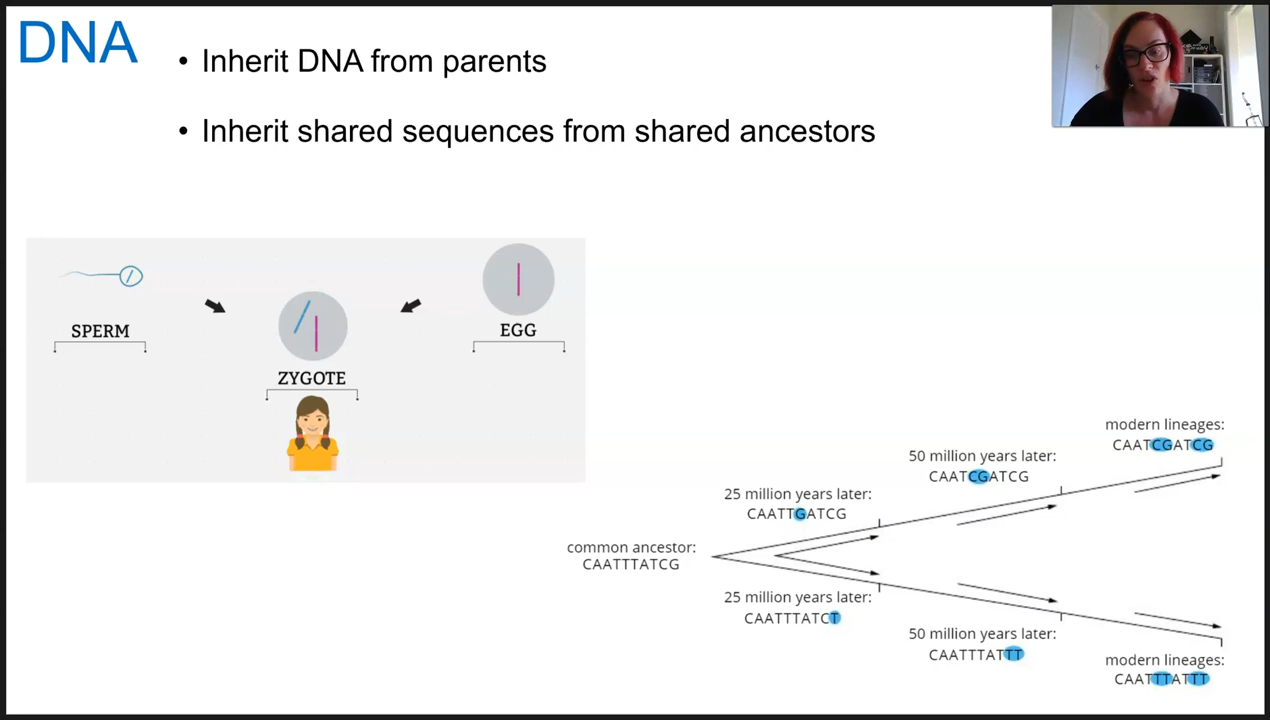 DNA
• Inherit DNA from parents
• Inherit shared sequences from shared ancestors
SPERM
EGG
ZYGOTE
modern lineages:
CAATCGATCG
50 million years later:
CAATCGATCG
25 million years later:
CAATTGATCG
common ancestor:
CAATTTATCG
25 million years later:
CAATTTATCT
50 million years later:
CAATTTATTT
modern lineages:
CAATTTATTT